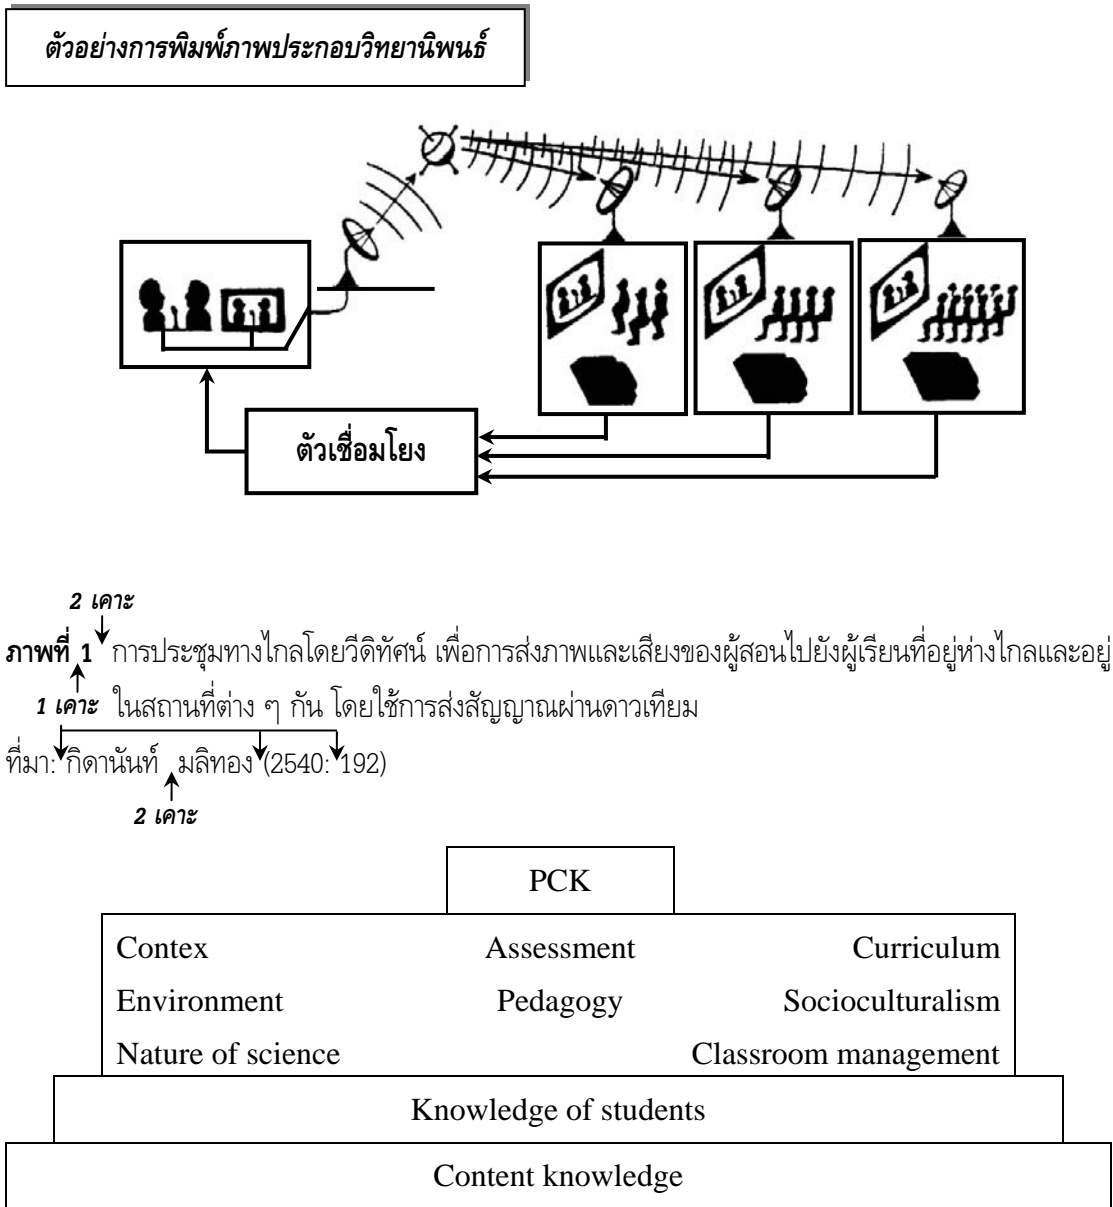 ตัวอย่างการพิมพ์ภาพประกอบวิทยานิพนธ์
ตัวเชื่อมโยง
2 เคาะ
ภาพที่ 1 การประชุมทางไกลโดยวีดิทัศน์ เพื่อการส่งภาพและเสียงของผู้สอนไปยังผู้เรียนที่อยู่ห่างไกลและอยู่
1 เคาะ ในสถานที่ต่าง ๆ กัน โดยใช้การส่งสัญญาณผ่านดาวเทียม
ที่มา: กิดานันท์ มลิทอง (2540: 192)
2 เคาะ
PCK
Contex Assessment Curriculum
Environment Pedagogy Socioculturalism
Nature of science Classroom management
Knowledge of students
Content knowledge